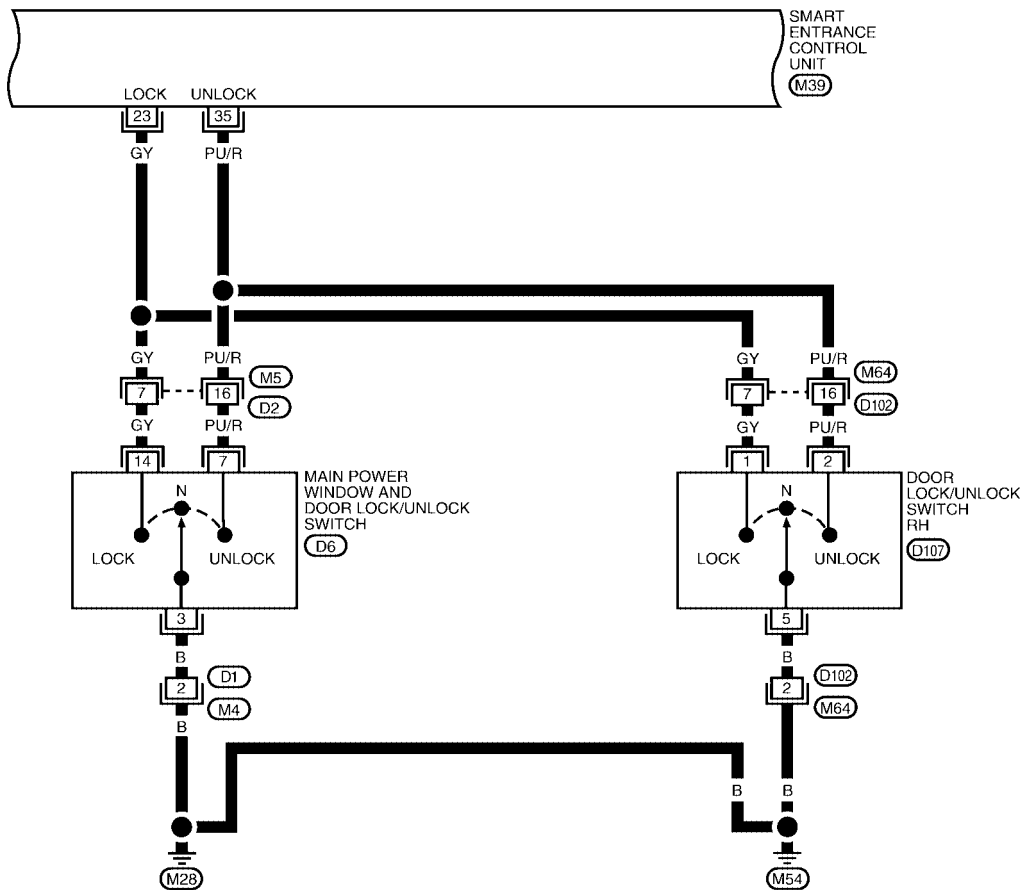 SMART
ENTRANCE
CONTROL
UNIT
M39
LOCK UNLOCK
23 35
GY PU/R
GY PU/R
7 16
M5
D2
GY PU/R
14 7
GY PU/R
7 16
M64
D102
GY PU/R
1 2
MAIN POWER
WINDOW AND
DOOR LOCK/UNLOCK
SWITCH
D6
N
LOCK UNLOCK
3
B
2
D1
M4
B
DOOR
LOCK/UNLOCK
SWITCH
RH
D107
N
LOCK UNLOCK
5
B
2
D102
M64
B B
M28
M54